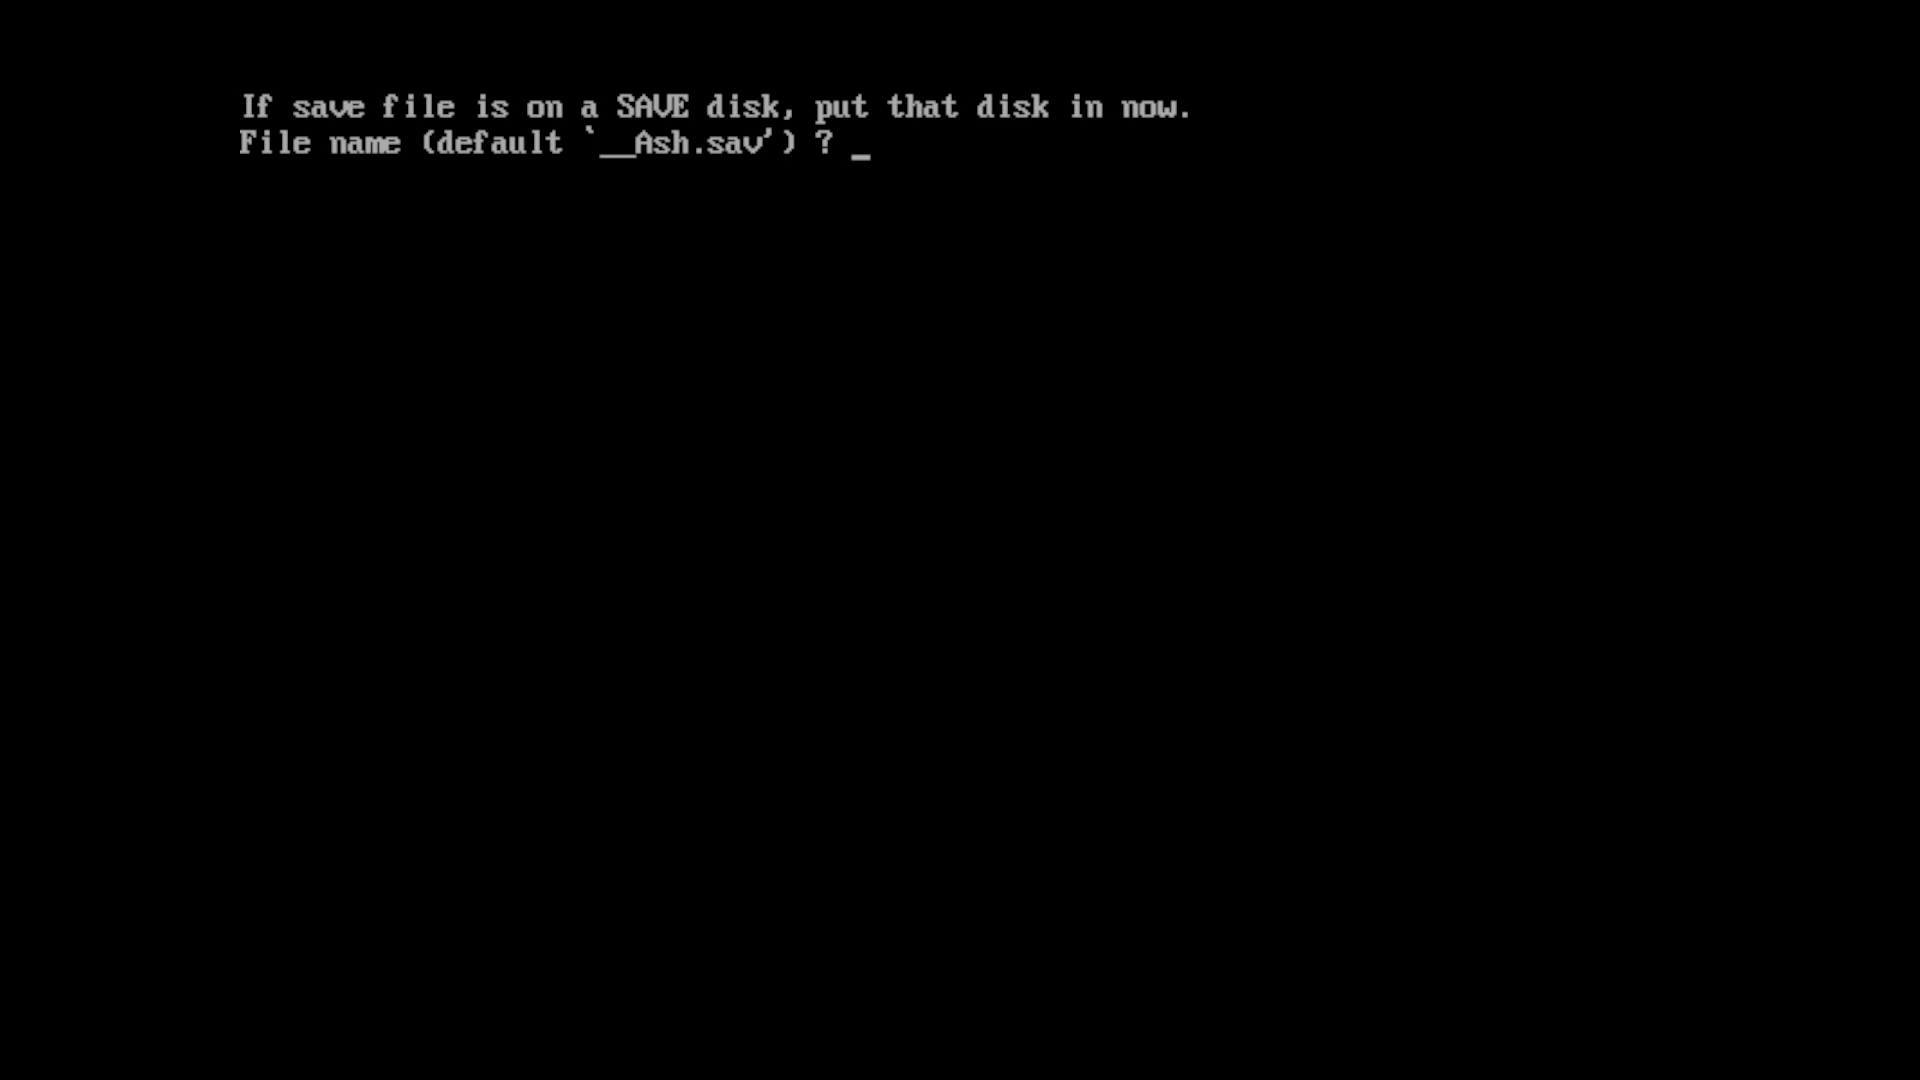 If save file is on a SAVE disk, put that disk in now.
File name (default `__Ash.sav') ? _